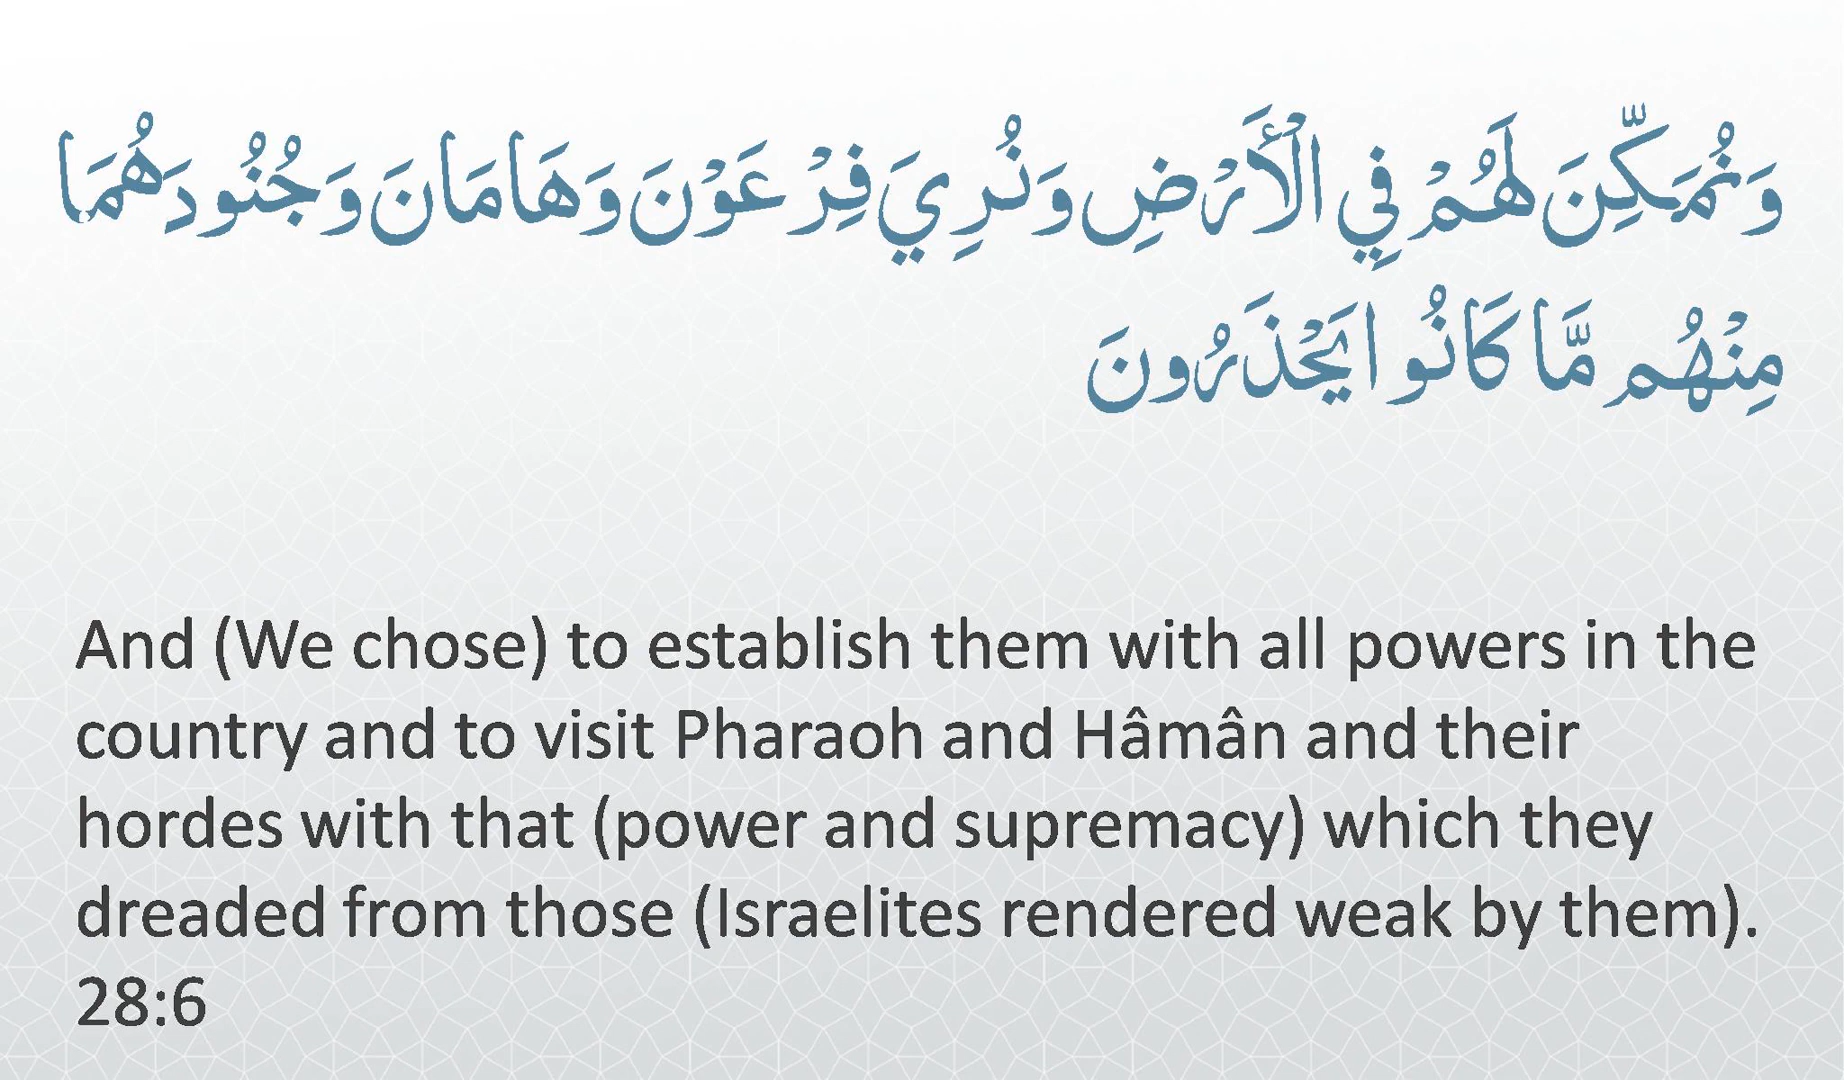 وَنُمَكِّنَ لَهُمْ فِي الْأَرْضِ وَنُرِيَ فِرْعَوْنَ وَهَامَانَ وَجُنُودَهُمَا
مِنْهُم مَّا كَانُوا يَحْذَرُونَ
And (We chose) to establish them with all powers in the
country and to visit Pharaoh and Hâmân and their
hordes with that (power and supremacy) which they
dreaded from those (Israelites rendered weak by them).
28:6